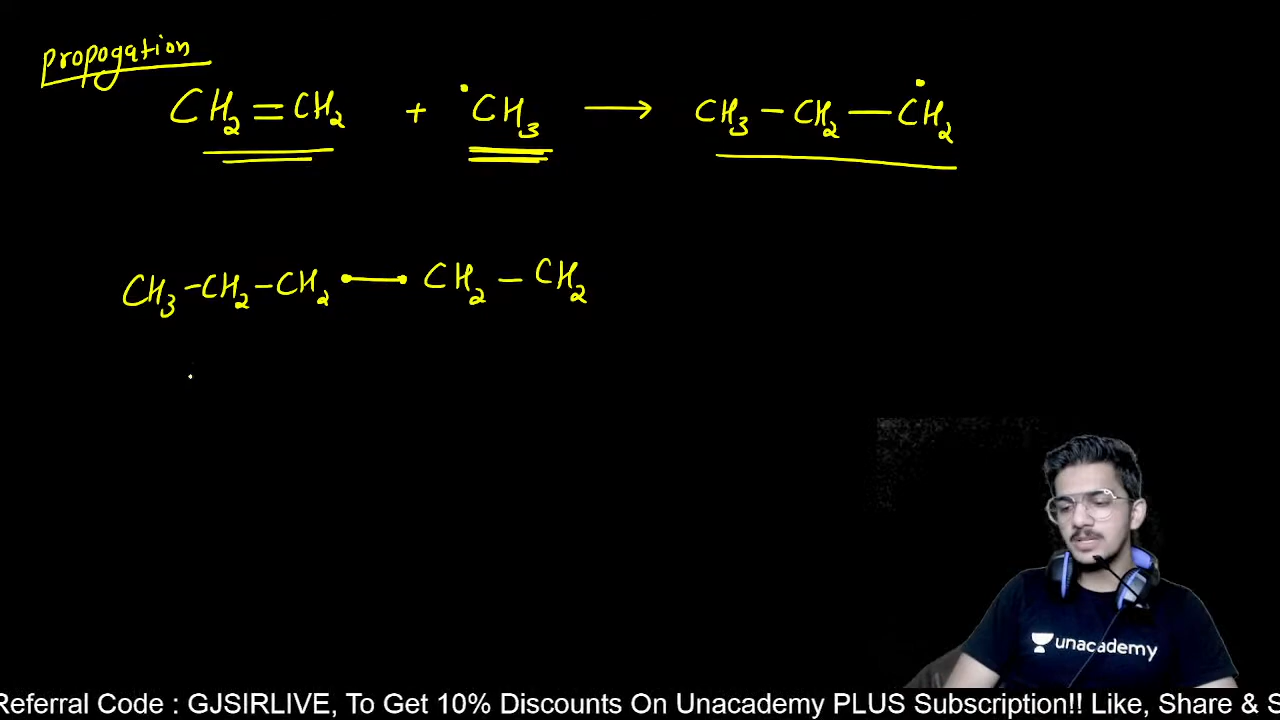 propogation
CH₂=CH₂ + •CH₃ ⟶ CH₃-CH₂-ĊH₂
CH₃-CH₂-CH₂•—•CH₂-CH₂
unacademy
Referral Code : GJSIRLIVE, To Get 10% Discounts On Unacademy PLUS Subscription!! Like, Share & S